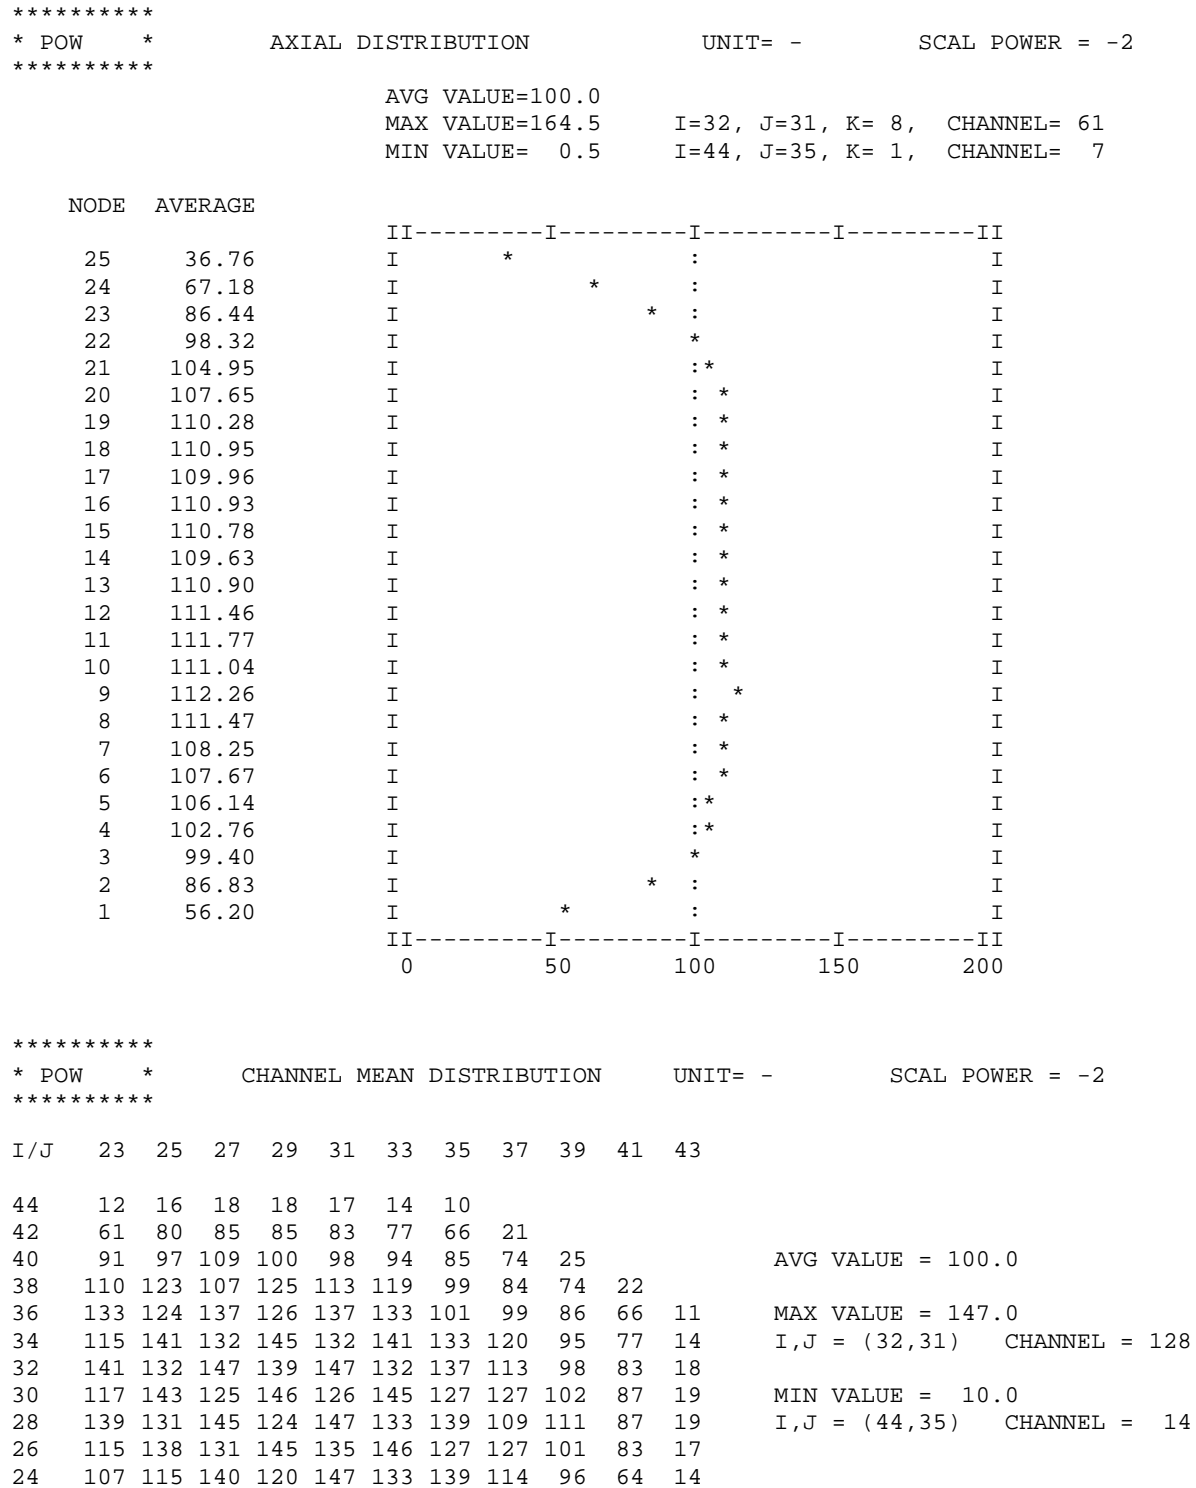 **********
* POW    *        AXIAL DISTRIBUTION            UNIT= -        SCAL POWER = -2
**********
                          AVG VALUE=100.0
                          MAX VALUE=164.5     I=32, J=31, K= 8,  CHANNEL= 61
                          MIN VALUE=  0.5     I=44, J=35, K= 1,  CHANNEL=  7

    NODE  AVERAGE
                          II---------I---------I---------I---------II
     25     36.76         I       *            :                    I
     24     67.18         I             *      :                    I
     23     86.44         I                 *  :                    I
     22     98.32         I                    *                    I
     21    104.95         I                    :*                   I
     20    107.65         I                    : *                  I
     19    110.28         I                    : *                  I
     18    110.95         I                    : *                  I
     17    109.96         I                    : *                  I
     16    110.93         I                    : *                  I
     15    110.78         I                    : *                  I
     14    109.63         I                    : *                  I
     13    110.90         I                    : *                  I
     12    111.46         I                    : *                  I
     11    111.77         I                    : *                  I
     10    111.04         I                    : *                  I
      9    112.26         I                    :  *                 I
      8    111.47         I                    : *                  I
      7    108.25         I                    : *                  I
      6    107.67         I                    : *                  I
      5    106.14         I                    :*                   I
      4    102.76         I                    :*                   I
      3     99.40         I                    *                    I
      2     86.83         I                 *  :                    I
      1     56.20         I           *        :                    I
                          II---------I---------I---------I---------II
                           0         50       100       150       200

**********
* POW    *      CHANNEL MEAN DISTRIBUTION     UNIT= -        SCAL POWER = -2
**********

I/J   23  25  27  29  31  33  35  37  39  41  43

44    12  16  18  18  17  14  10
42    61  80  85  85  83  77  66  21
40    91  97 109 100  98  94  85  74  25            AVG VALUE = 100.0
38   110 123 107 125 113 119  99  84  74  22
36   133 124 137 126 137 133 101  99  86  66  11     MAX VALUE = 147.0
34   115 141 132 145 132 141 133 120  95  77  14     I,J = (32,31)   CHANNEL = 128
32   141 132 147 139 147 132 137 113  98  83  18
30   117 143 125 146 126 145 127 127 102  87  19     MIN VALUE =  10.0
28   139 131 145 124 147 133 139 109 111  87  19     I,J = (44,35)   CHANNEL =  14
26   115 138 131 145 135 146 127 127 101  83  17
24   107 115 140 120 147 133 139 114  96  64  14